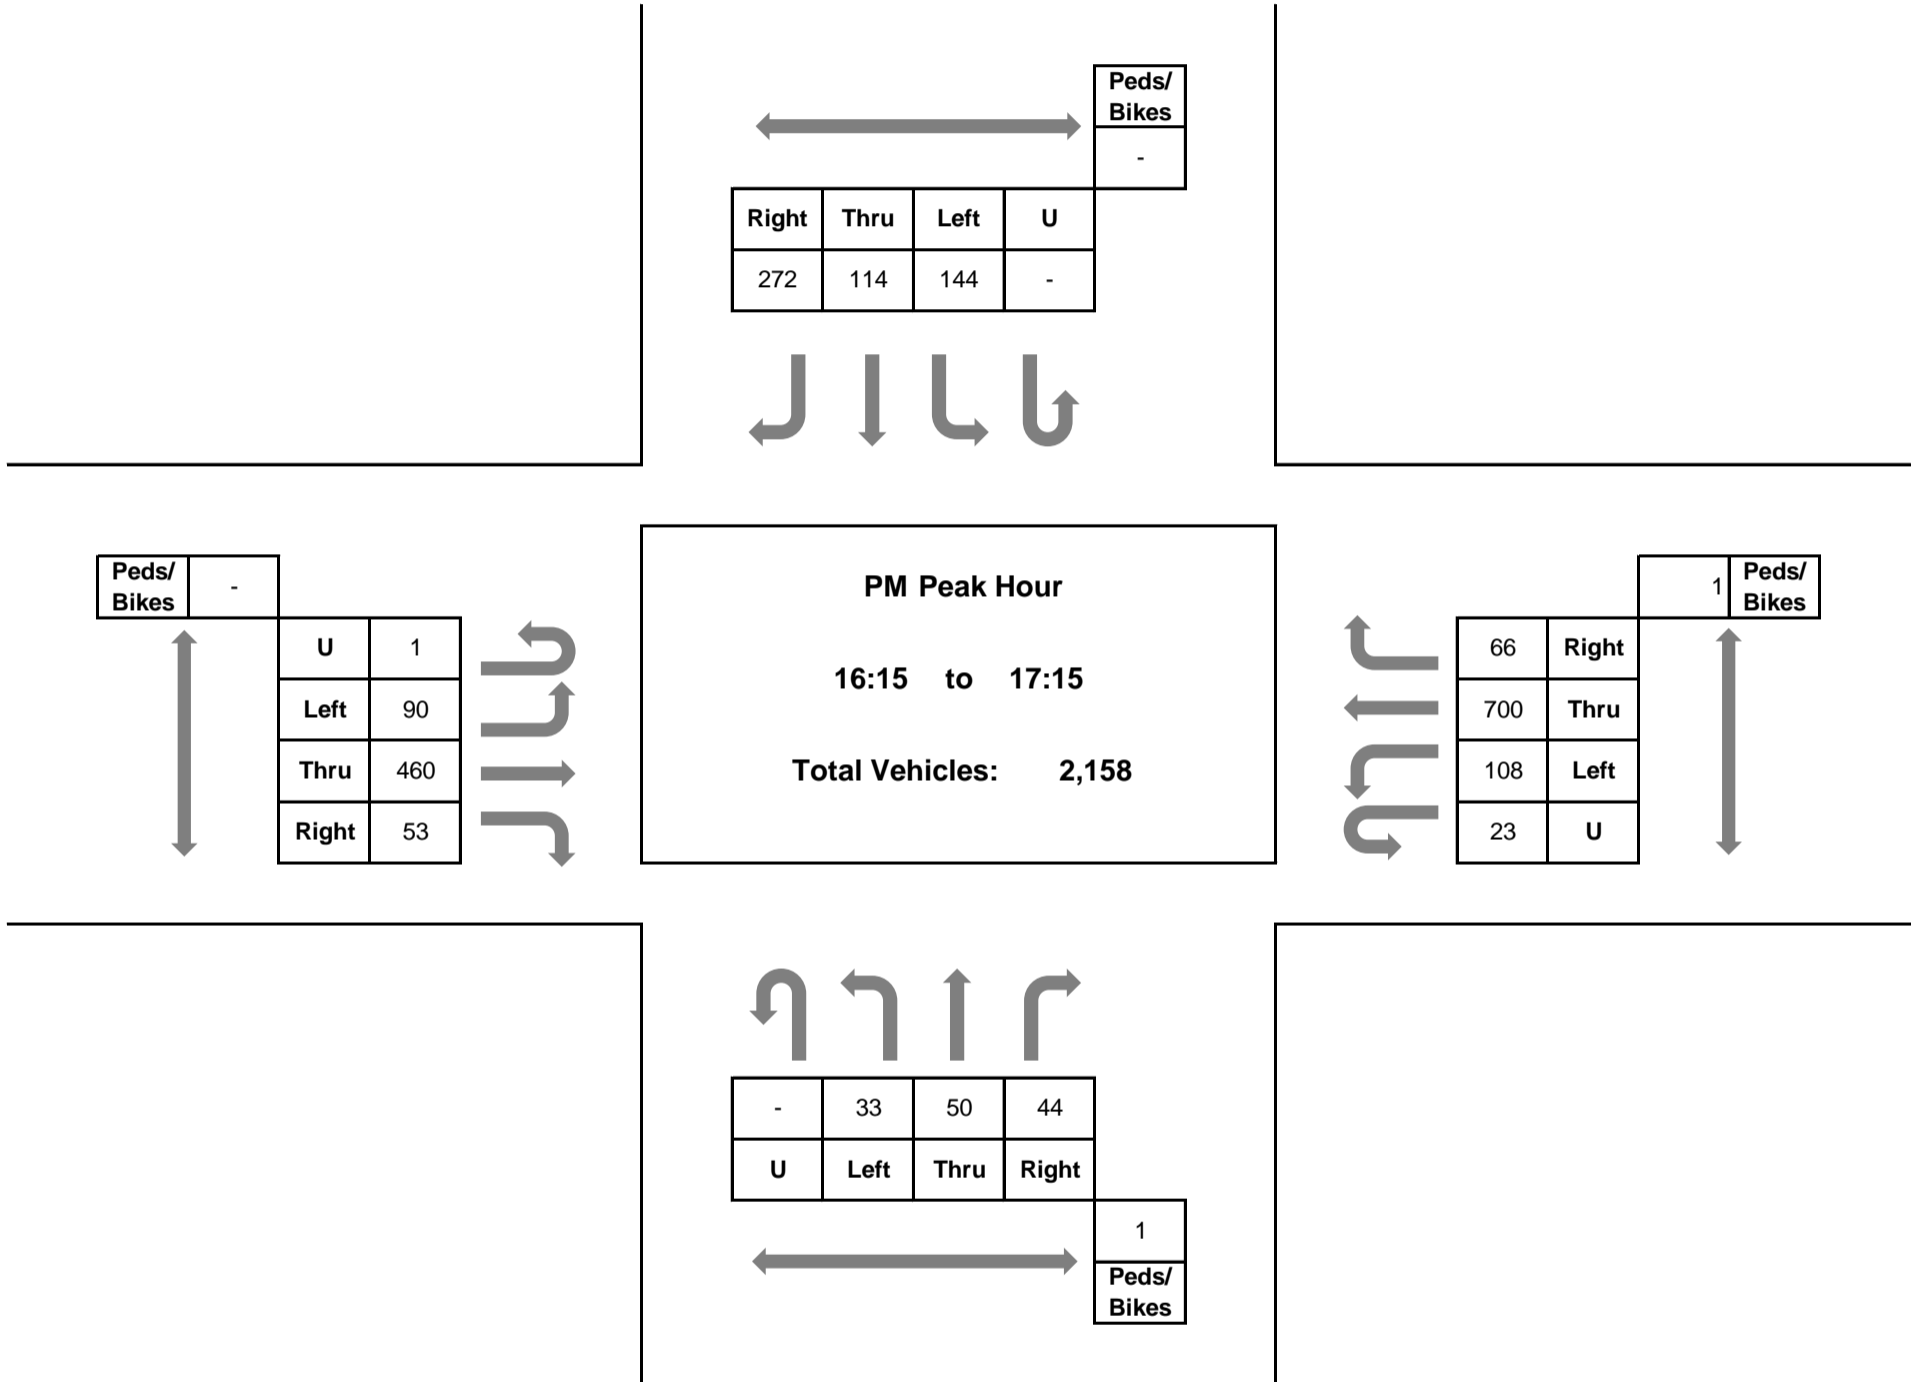 Peds/
Bikes
-
Right Thru Left U
272 114 144 -
Peds/
Bikes
-
U 1
Left 90
Thru 460
Right 53
PM Peak Hour
16:15 to 17:15
Total Vehicles: 2,158
1
Peds/
Bikes
66 Right
700 Thru
108 Left
23 U
- 33 50 44
U Left Thru Right
1
Peds/
Bikes